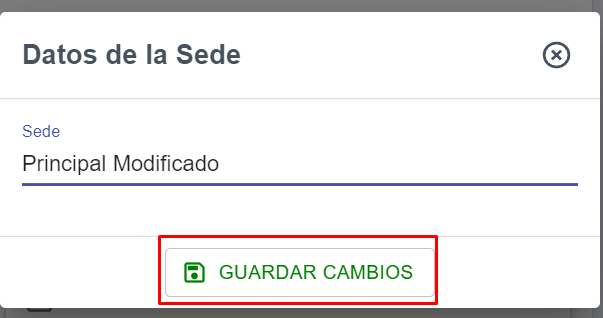 Datos de la Sede
Sede
Principal Modificado
GUARDAR CAMBIOS